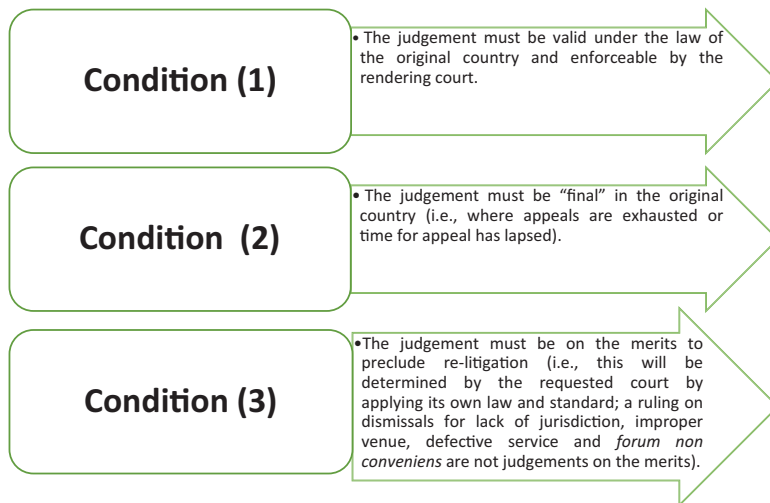 Condition (1)
• The judgement must be valid under the law of
the original country and enforceable by the
rendering court.
Condition (2)
• The judgement must be “final” in the original
country (i.e., where appeals are exhausted or
time for appeal has lapsed).
Condition (3)
•The judgement must be on the merits to
preclude re-litigation (i.e., this will be
determined by the requested court by
applying its own law and standard; a ruling on
dismissals for lack of jurisdiction, improper
venue, defective service and forum non
conveniens are not judgements on the merits).